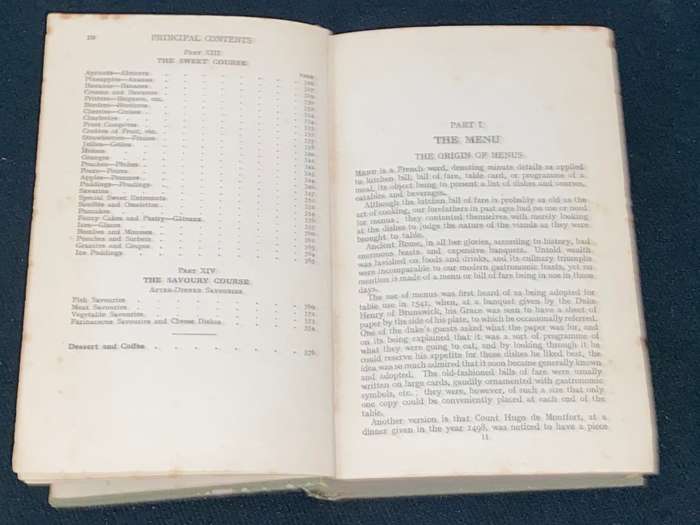 PRINCIPAL CONTENTS
PART XIII
THE SWEET COURSE
PAGE
Apricots—Abricots
Pineapples—Ananas
Bananas—Bananes
Creams and Bavarois
Fritters—Beignets, etc.
Borders—Bordures
Cherries—Cerises
Charlottes
Fruit Compotes
Croûtes of Fruit, etc.
Strawberries—Fraises
Jellies—Gelées
Melons
Oranges
Peaches—Pêches
Pears—Poires
Apples—Pommes
Puddings—Poudings
Savarins
Special Sweet Entremets
Soufflés and Omelettes
Pancakes
Fancy Cakes and Pastry—Gâteaux
Ices—Glaces
Bombes and Mousses
Punches and Sorbets
Granites and Coupes
Ice Puddings
PART XIV
THE SAVOURY COURSE
AFTER-DINNER SAVOURIES.
Fish Savouries
Meat Savouries
Vegetable Savouries
Farinaceous Savouries and Cheese Dishes
Dessert and Coffee
PART I:
THE MENU
THE ORIGIN OF MENUS.
MENU is a French word, denoting minute details as applied
to kitchen bill, bill of fare, table card, or programme of a
meal, its object being to present a list of dishes and courses,
eatables and beverages.
Although the kitchen bill of fare is probably as old as the
art of cooking, our forefathers in past ages had no use or need
for menus; they contented themselves with merely looking
at the dishes to judge the nature of the viands as they were
brought to table.
Ancient Rome, in all her glories, according to history, had
enormous feasts and expensive banquets. Untold wealth
was lavished on foods and drinks, and its culinary triumphs
were incomparable to our modern gastronomic feasts, yet no
mention is made of a menu or bill of fare being in use in those
days.
The use of menus was first heard of as being adopted for
table use in 1541, when, at a banquet given by the Duke
Henry of Brunswick, his Grace was seen to have a sheet of
paper by the side of his plate, to which he occasionally referred.
One of the duke's guests asked what the paper was for, and
on its being explained that it was a sort of programme of
what they were going to eat, and by looking through it he
could reserve his appetite for those dishes he liked best, the
idea was so much admired that it soon became generally known
and adopted. The old-fashioned bills of fare were usually
written on large cards, gaudily ornamented with gastronomic
symbols, etc.; they were, however, of such a size that only
one copy could be conveniently placed at each end of the
table.
Another version is that Count Hugo de Montfort, at a
dinner given in the year 1498, was noticed to have a piece
11